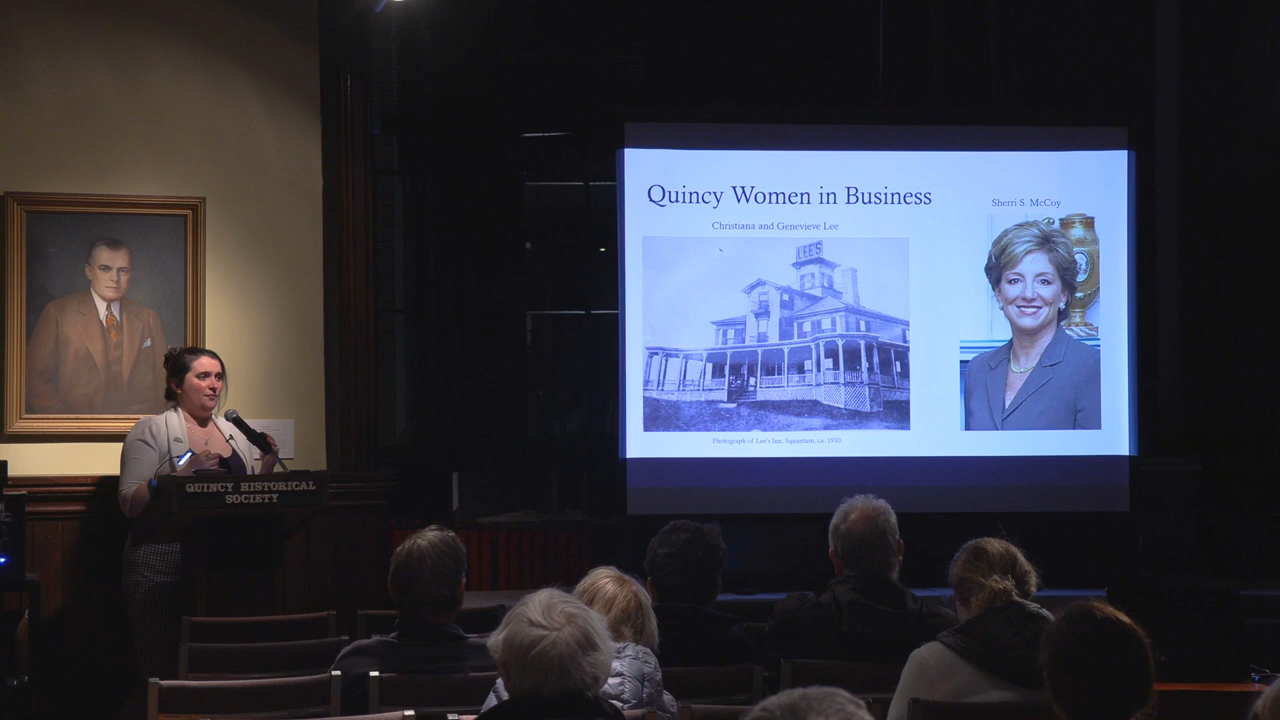 Quincy Women in Business
Christiana and Genevieve Lee
Sherri S. McCoy
LEE'S
Photograph of Lee's Inn, Squantum, ca. 1910.
QUINCY HISTORICAL
SOCIETY